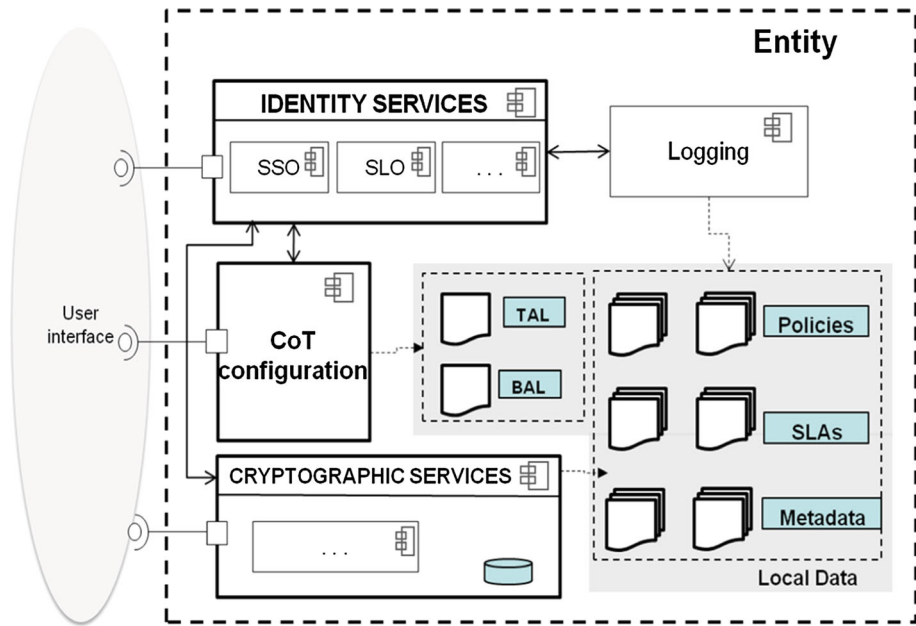 Entity
IDENTITY SERVICES
SSO
SLO
. . .
Logging
User
interface
CoT
configuration
TAL
BAL
Policies
SLAs
Metadata
CRYPTOGRAPHIC SERVICES
. . .
Local Data